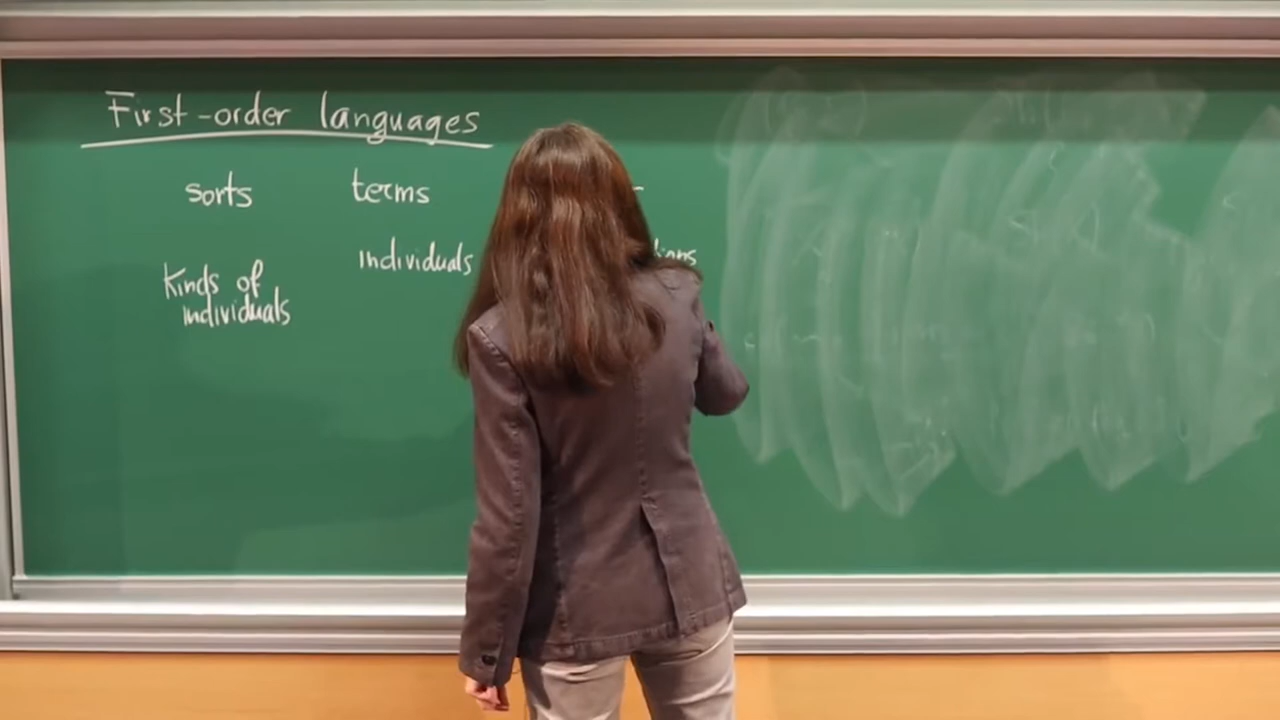 First-order languages
sorts terms
individuals
Kinds of
individuals